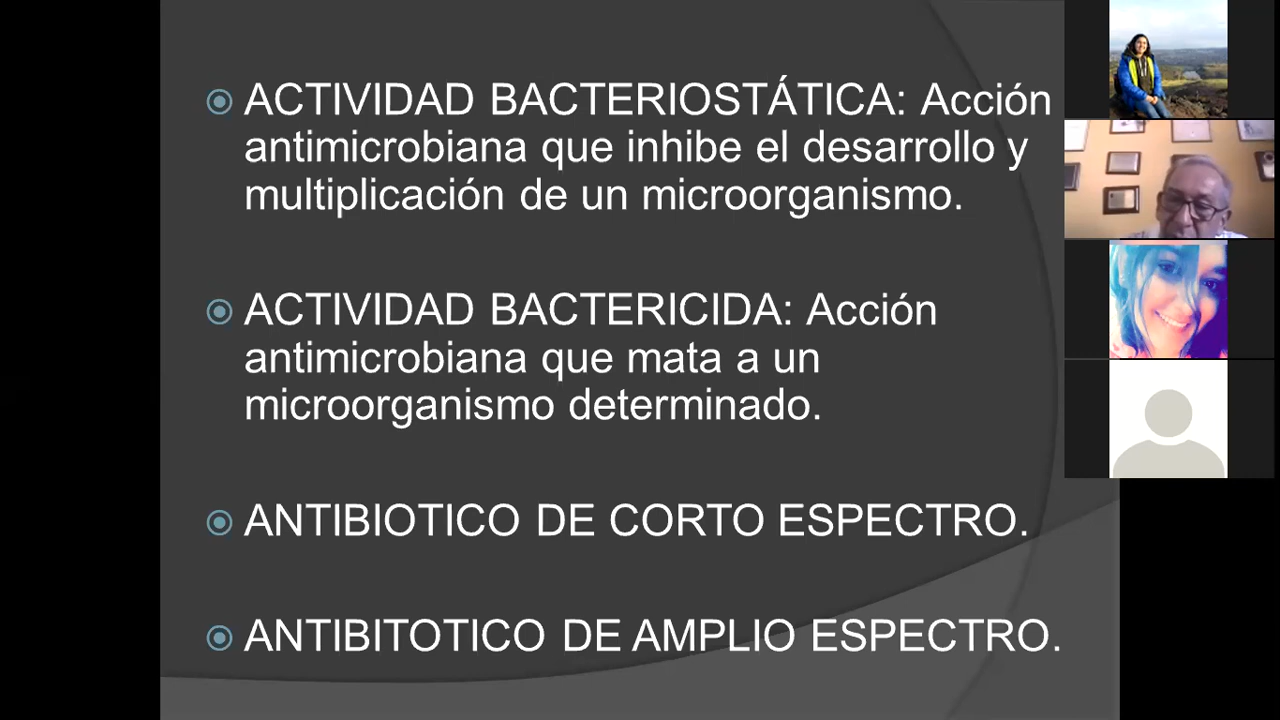 ACTIVIDAD BACTERIOSTÁTICA: Acción
antimicrobiana que inhibe el desarrollo y
multiplicación de un microorganismo.
ACTIVIDAD BACTERICIDA: Acción
antimicrobiana que mata a un
microorganismo determinado.
ANTIBIOTICO DE CORTO ESPECTRO.
ANTIBITOTICO DE AMPLIO ESPECTRO.